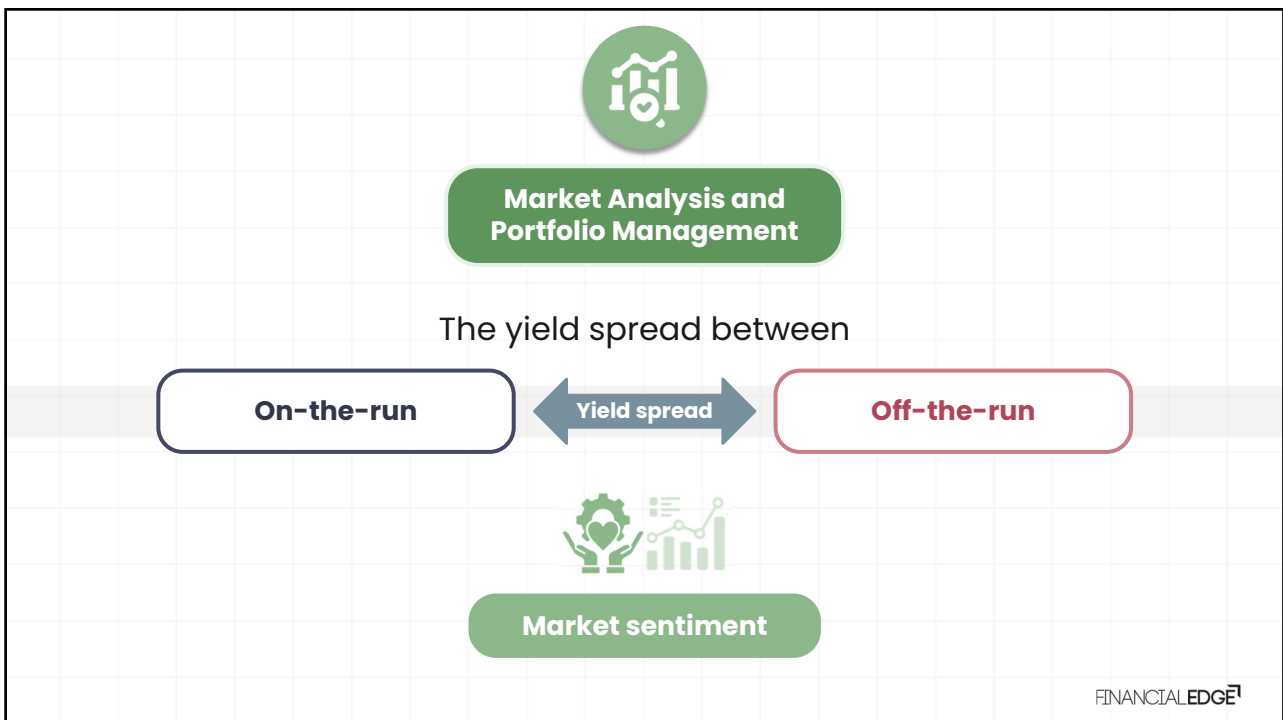 Market Analysis and
Portfolio Management
The yield spread between
On-the-run
Yield spread
Off-the-run
Market sentiment
FINANCIALEDGE